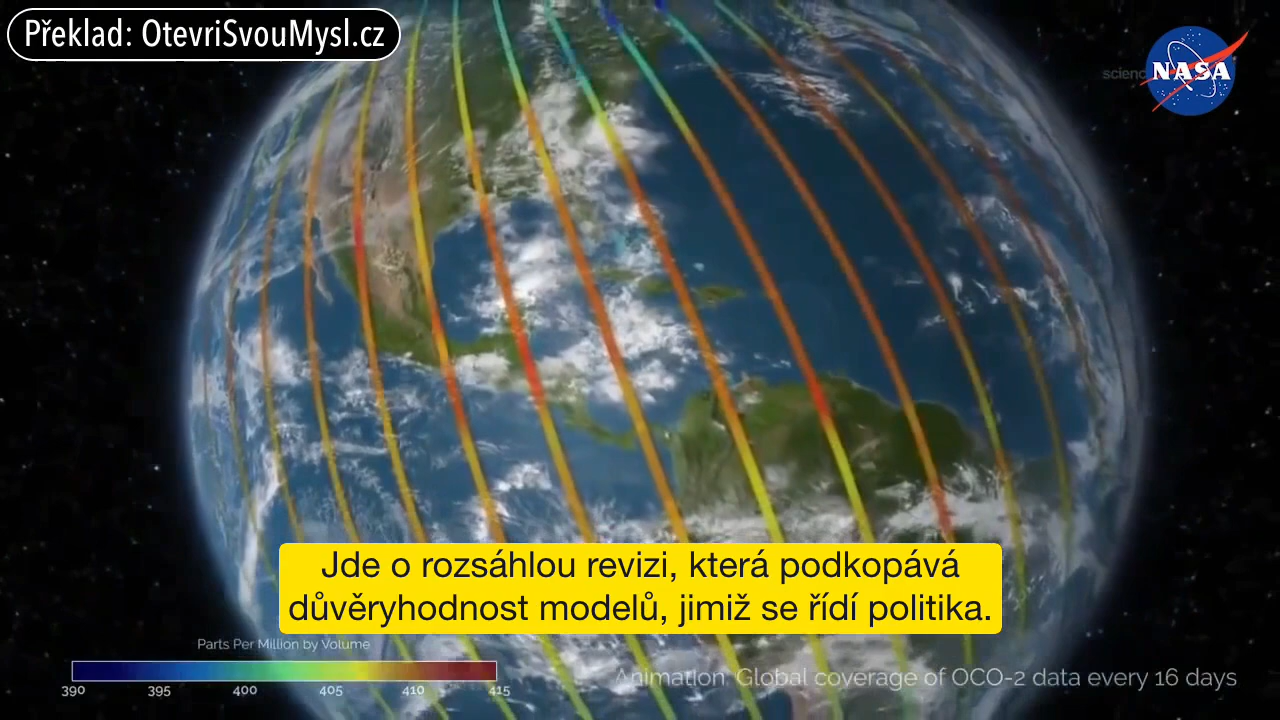 Překlad: OtevriSvouMysl.cz
scienc
NASA
Jde o rozsáhlou revizi, která podkopává
důvěryhodnost modelů, jimiž se řídí politika.
Parts Per Million by Volume
390 395 400 405 410 415
Animation: Global coverage of OCO-2 data every 16 days